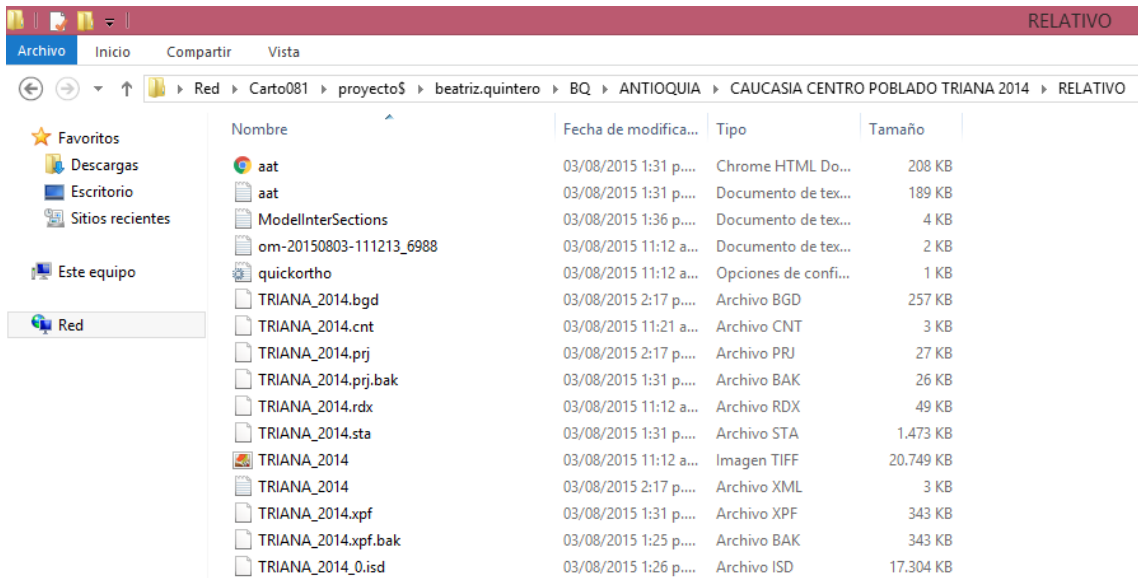 RELATIVO
Archivo Inicio Compartir Vista
Red Carto081 proyecto$ beatriz.quintero BQ ANTIOQUIA CAUCASIA CENTRO POBLADO TRIANA 2014 RELATIVO
Favoritos
Descargas
Escritorio
Sitios recientes
Este equipo
Red
Nombre Fecha de modifica... Tipo Tamaño
aat 03/08/2015 1:31 p.... Chrome HTML Do... 208 KB
aat 03/08/2015 1:31 p.... Documento de tex... 189 KB
ModelInterSections 03/08/2015 1:36 p.... Documento de tex... 4 KB
om-20150803-111213_6988 03/08/2015 11:12 a... Documento de tex... 2 KB
quickortho 03/08/2015 11:12 a... Opciones de confi... 1 KB
TRIANA_2014.bgd 03/08/2015 2:17 p.... Archivo BGD 257 KB
TRIANA_2014.cnt 03/08/2015 11:21 a... Archivo CNT 3 KB
TRIANA_2014.prj 03/08/2015 2:17 p.... Archivo PRJ 27 KB
TRIANA_2014.prj.bak 03/08/2015 1:31 p.... Archivo BAK 26 KB
TRIANA_2014.rdx 03/08/2015 11:12 a... Archivo RDX 49 KB
TRIANA_2014.sta 03/08/2015 1:31 p.... Archivo STA 1.473 KB
TRIANA_2014 03/08/2015 11:12 a... Imagen TIFF 20.749 KB
TRIANA_2014 03/08/2015 2:17 p.... Archivo XML 3 KB
TRIANA_2014.xpf 03/08/2015 1:31 p.... Archivo XPF 343 KB
TRIANA_2014.xpf.bak 03/08/2015 1:25 p.... Archivo BAK 343 KB
TRIANA_2014_0.isd 03/08/2015 1:26 p.... Archivo ISD 17.304 KB